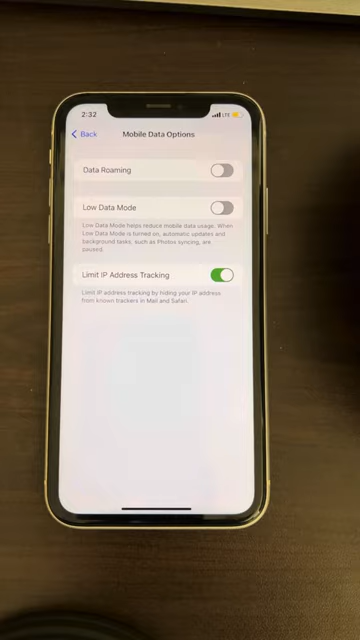 2:32 LTE
Back Mobile Data Options
Data Roaming
Low Data Mode
Low Data Mode helps reduce mobile data usage. When
Low Data Mode is turned on, automatic updates and
background tasks, such as Photos syncing, are
paused.
Limit IP Address Tracking
Limit IP address tracking by hiding your IP address
from known trackers in Mail and Safari.